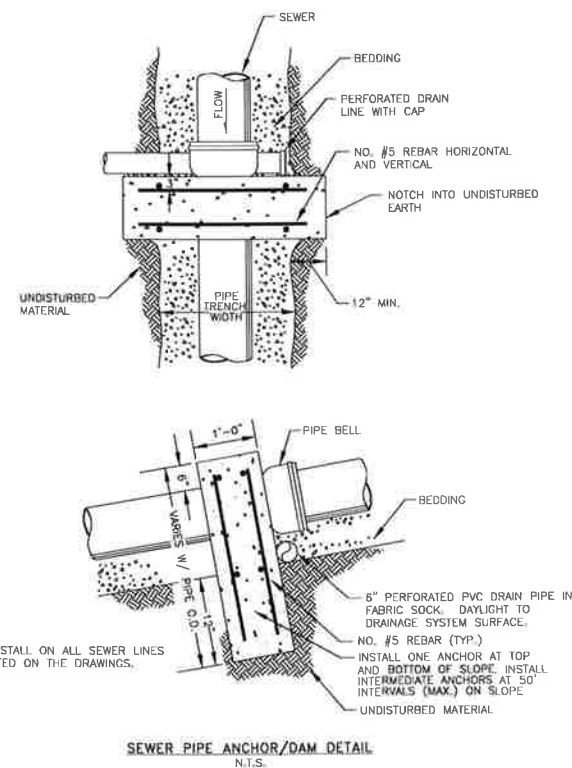 SEWER
BEDDING
FLOW
PERFORATED DRAIN
LINE WITH CAP
NO. #5 REBAR HORIZONTAL
AND VERTICAL
3"
NOTCH INTO UNDISTURBED
EARTH
UNDISTURBED
MATERIAL
PIPE
TRENCH
WIDTH
12" MIN.
1'-0"
PIPE BELL
6"
BEDDING
VARIES W/ PIPE O.D.
12"
6" PERFORATED PVC DRAIN PIPE IN
FABRIC SOCK. DAYLIGHT TO
DRAINAGE SYSTEM SURFACE.
NO. #5 REBAR (TYP.)
INSTALL ONE ANCHOR AT TOP
AND BOTTOM OF SLOPE. INSTALL
INTERMEDIATE ANCHORS AT 50'
INTERVALS (MAX.) ON SLOPE
UNDISTURBED MATERIAL
STALL ON ALL SEWER LINES
TED ON THE DRAWINGS.
SEWER PIPE ANCHOR/DAM DETAIL
N.T.S.